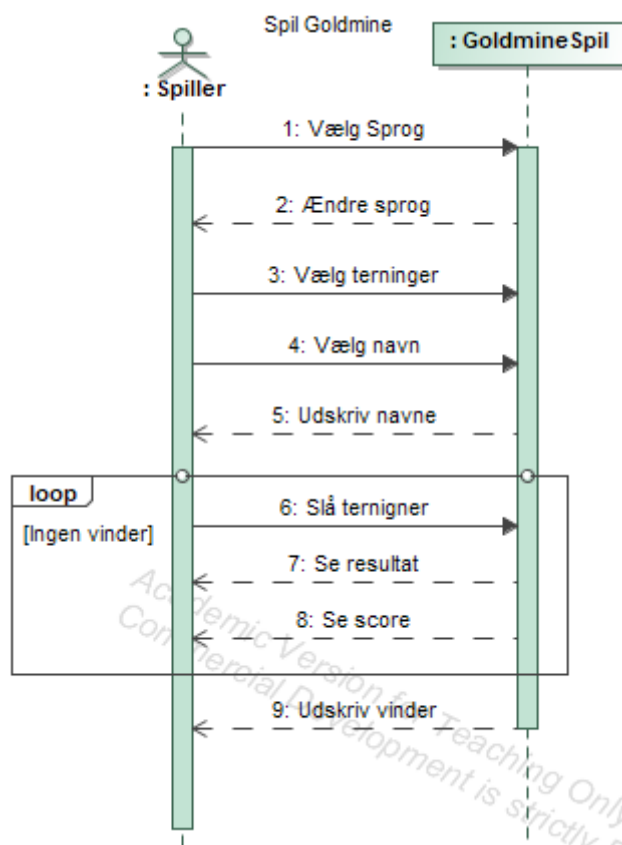 Spil Goldmine
: Spiller
: GoldmineSpil
1: Vælg Sprog
2: Ændre sprog
3: Vælg terninger
4: Vælg navn
5: Udskriv navne
loop
[Ingen vinder]
6: Slå ternigner
7: Se resultat
8: Se score
9: Udskriv vinder
Academic Version for Teaching Only
Commercial Development is strictly